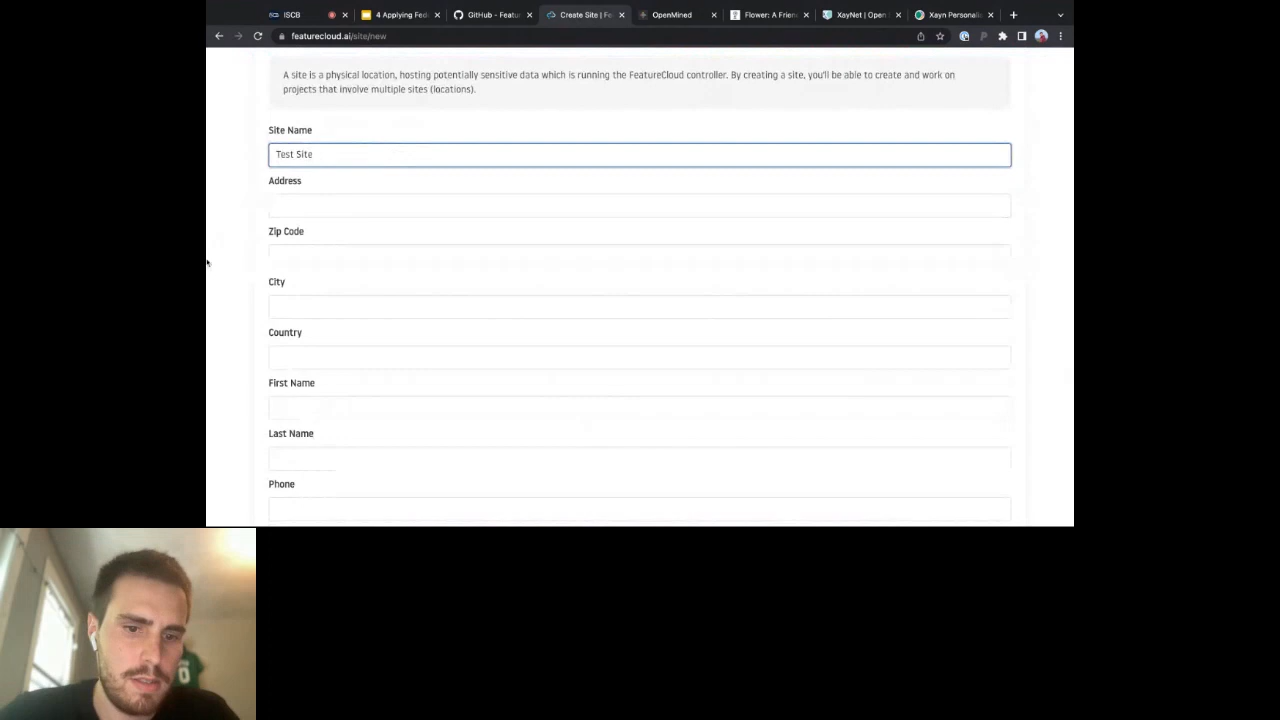 ISCB
4 Applying Fed
GitHub - Featur
Create Site | Fe
OpenMined
Flower: A Frien
XayNet | Open
Xayn Personali
featurecloud.ai/site/new
A site is a physical location, hosting potentially sensitive data which is running the FeatureCloud controller. By creating a site, you'll be able to create and work on
projects that involve multiple sites (locations).
Site Name
Test Site
Address
Zip Code
City
Country
First Name
Last Name
Phone
0